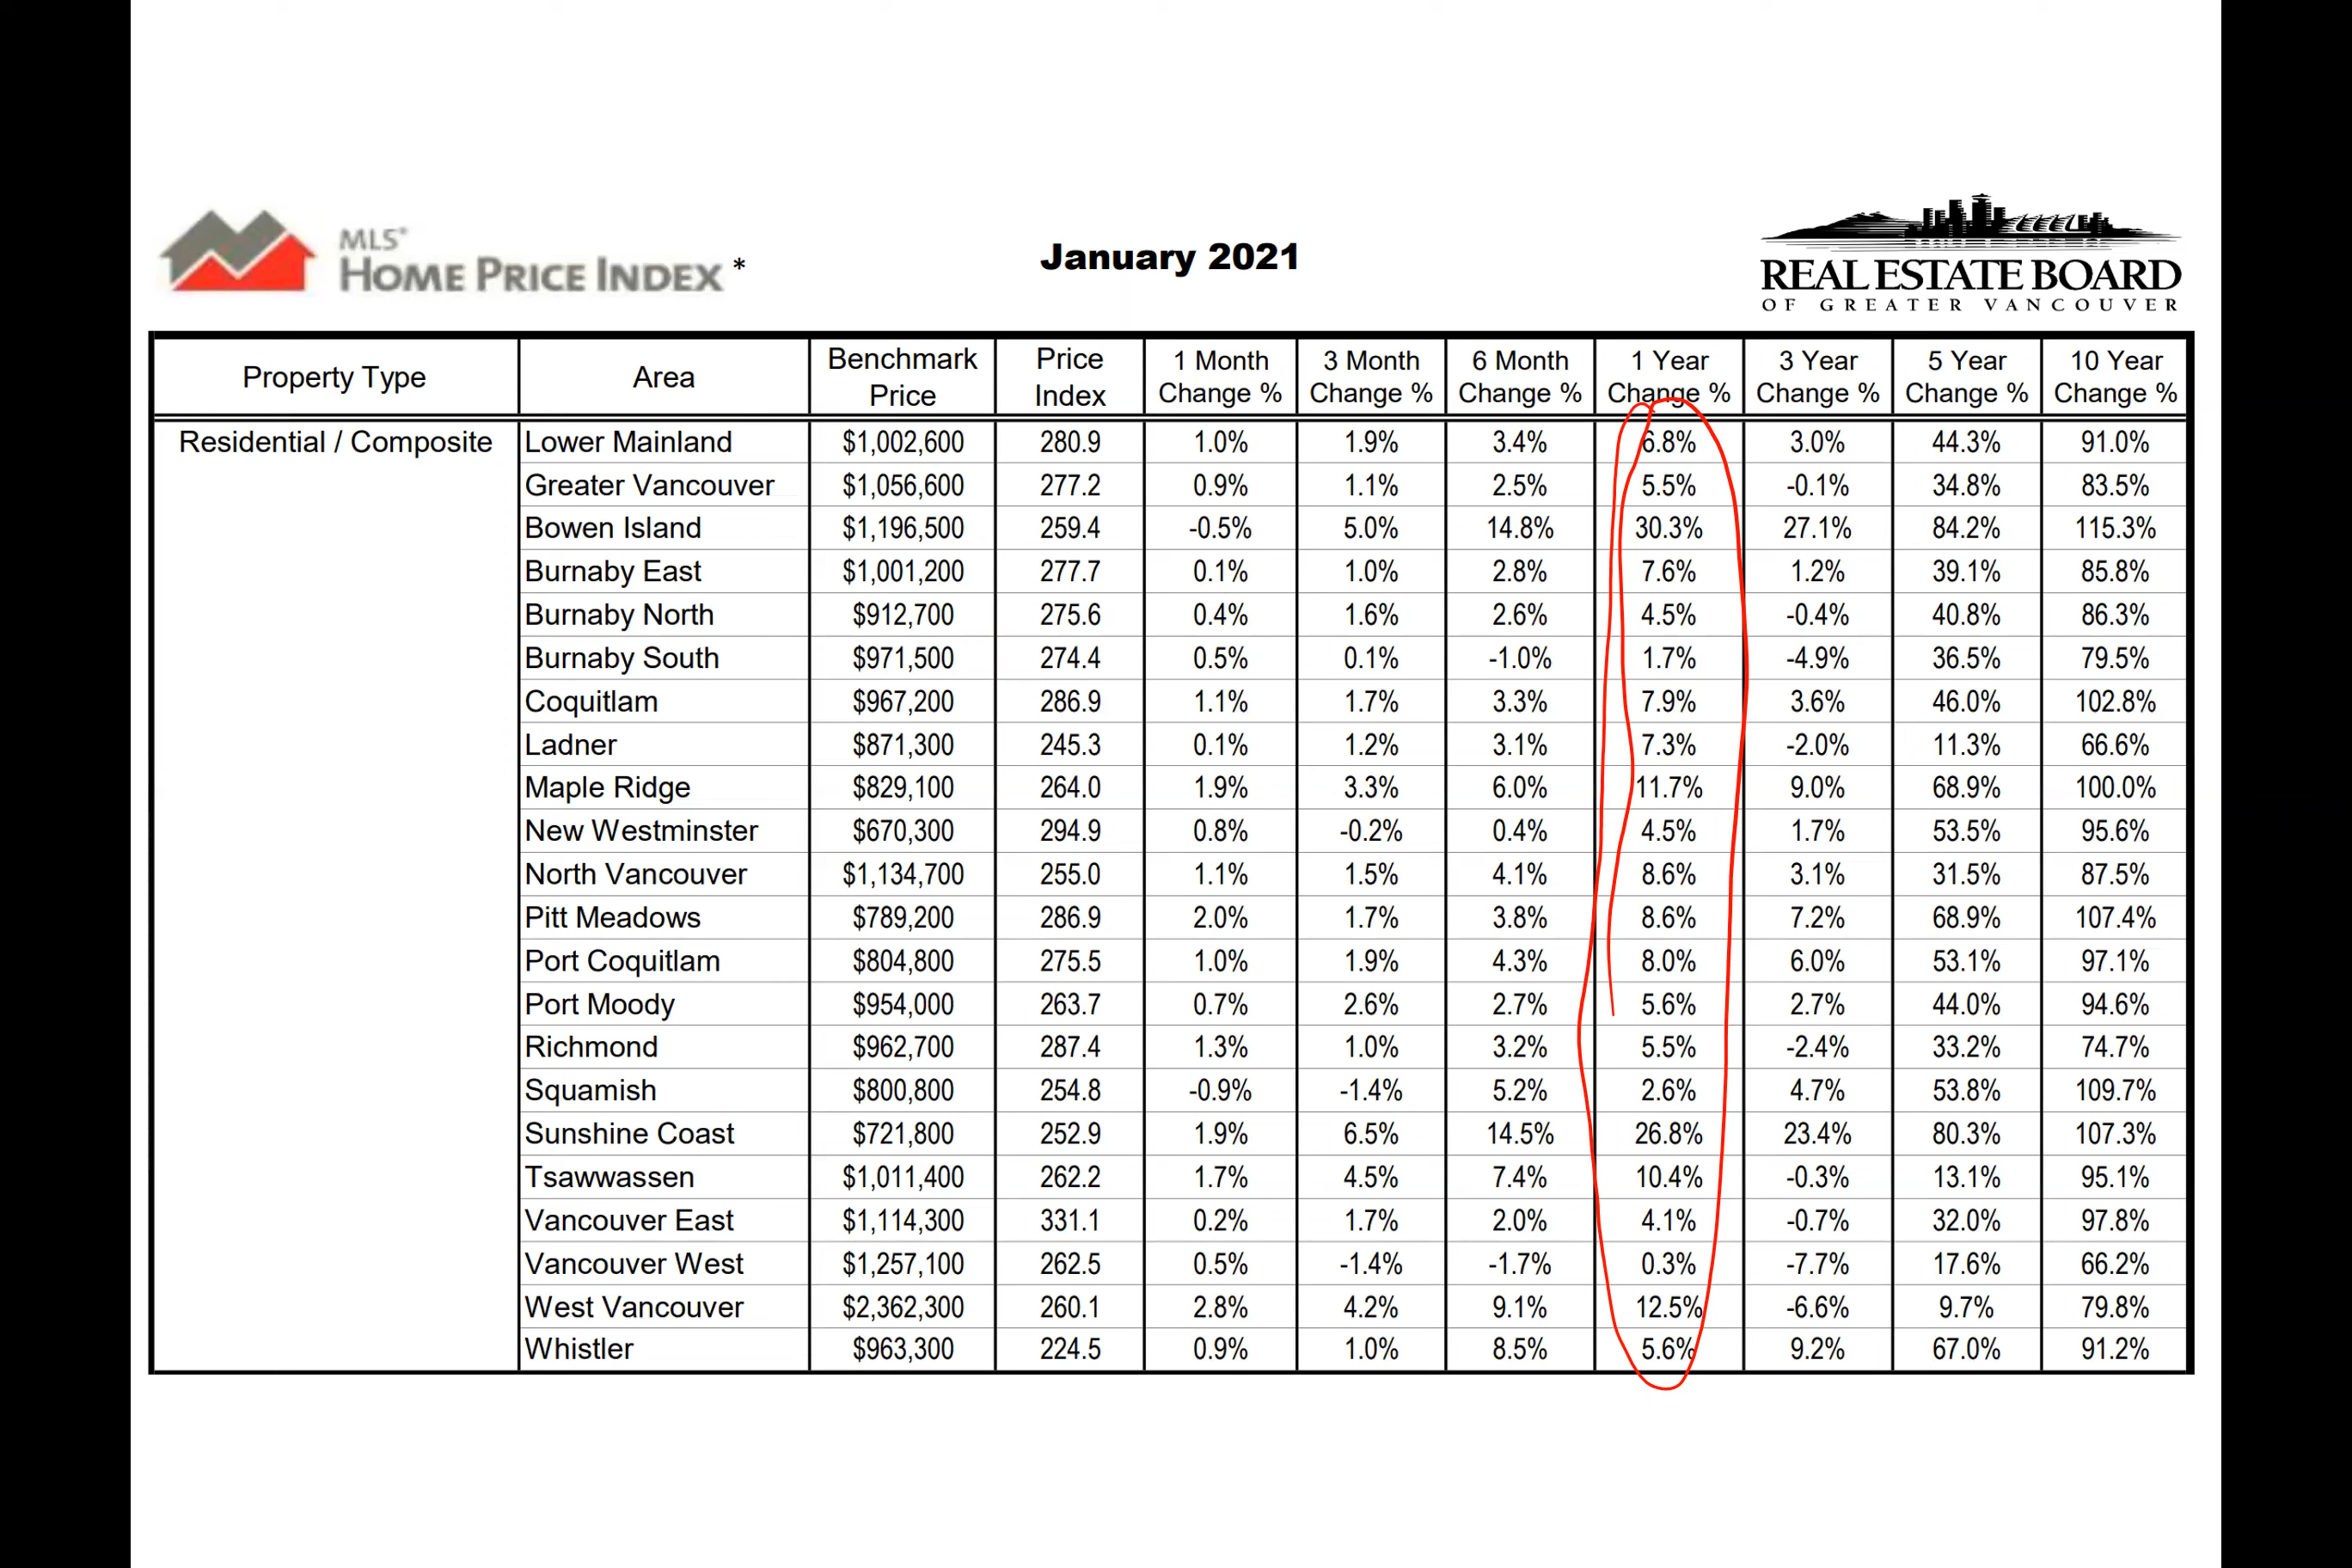 MLS®
HOME PRICE INDEX *
January 2021
REAL ESTATE BOARD
OF GREATER VANCOUVER
Property Type Area Benchmark Price Price Index 1 Month Change % 3 Month Change % 6 Month Change % 1 Year Change % 3 Year Change % 5 Year Change % 10 Year Change %
Residential / Composite Lower Mainland $1,002,600 280.9 1.0% 1.9% 3.4% 6.8% 3.0% 44.3% 91.0%
Greater Vancouver $1,056,600 277.2 0.9% 1.1% 2.5% 5.5% -0.1% 34.8% 83.5%
Bowen Island $1,196,500 259.4 -0.5% 5.0% 14.8% 30.3% 27.1% 84.2% 115.3%
Burnaby East $1,001,200 277.7 0.1% 1.0% 2.8% 7.6% 1.2% 39.1% 85.8%
Burnaby North $912,700 275.6 0.4% 1.6% 2.6% 4.5% -0.4% 40.8% 86.3%
Burnaby South $971,500 274.4 0.5% 0.1% -1.0% 1.7% -4.9% 36.5% 79.5%
Coquitlam $967,200 286.9 1.1% 1.7% 3.3% 7.9% 3.6% 46.0% 102.8%
Ladner $871,300 245.3 0.1% 1.2% 3.1% 7.3% -2.0% 11.3% 66.6%
Maple Ridge $829,100 264.0 1.9% 3.3% 6.0% 11.7% 9.0% 68.9% 100.0%
New Westminster $670,300 294.9 0.8% -0.2% 0.4% 4.5% 1.7% 53.5% 95.6%
North Vancouver $1,134,700 255.0 1.1% 1.5% 4.1% 8.6% 3.1% 31.5% 87.5%
Pitt Meadows $789,200 286.9 2.0% 1.7% 3.8% 8.6% 7.2% 68.9% 107.4%
Port Coquitlam $804,800 275.5 1.0% 1.9% 4.3% 8.0% 6.0% 53.1% 97.1%
Port Moody $954,000 263.7 0.7% 2.6% 2.7% 5.6% 2.7% 44.0% 94.6%
Richmond $962,700 287.4 1.3% 1.0% 3.2% 5.5% -2.4% 33.2% 74.7%
Squamish $800,800 254.8 -0.9% -1.4% 5.2% 2.6% 4.7% 53.8% 109.7%
Sunshine Coast $721,800 252.9 1.9% 6.5% 14.5% 26.8% 23.4% 80.3% 107.3%
Tsawwassen $1,011,400 262.2 1.7% 4.5% 7.4% 10.4% -0.3% 13.1% 95.1%
Vancouver East $1,114,300 331.1 0.2% 1.7% 2.0% 4.1% -0.7% 32.0% 97.8%
Vancouver West $1,257,100 262.5 0.5% -1.4% -1.7% 0.3% -7.7% 17.6% 66.2%
West Vancouver $2,362,300 260.1 2.8% 4.2% 9.1% 12.5% -6.6% 9.7% 79.8%
Whistler $963,300 224.5 0.9% 1.0% 8.5% 5.6% 9.2% 67.0% 91.2%